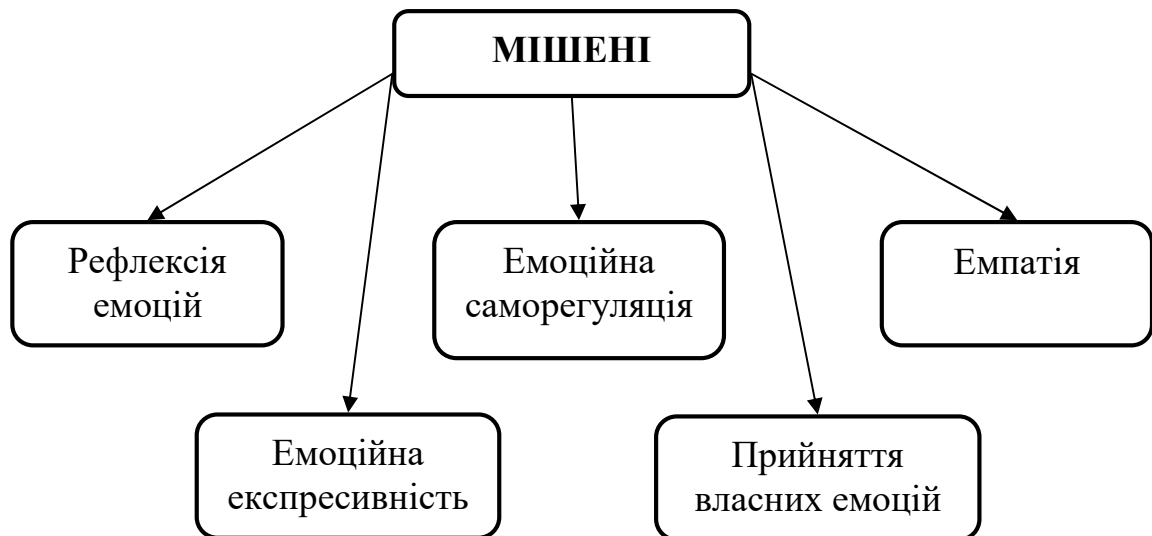 МІШЕНІ
Рефлексія
емоцій
Емоційна
саморегуляція
Емпатія
Емоційна
експресивність
Прийняття
власних емоцій